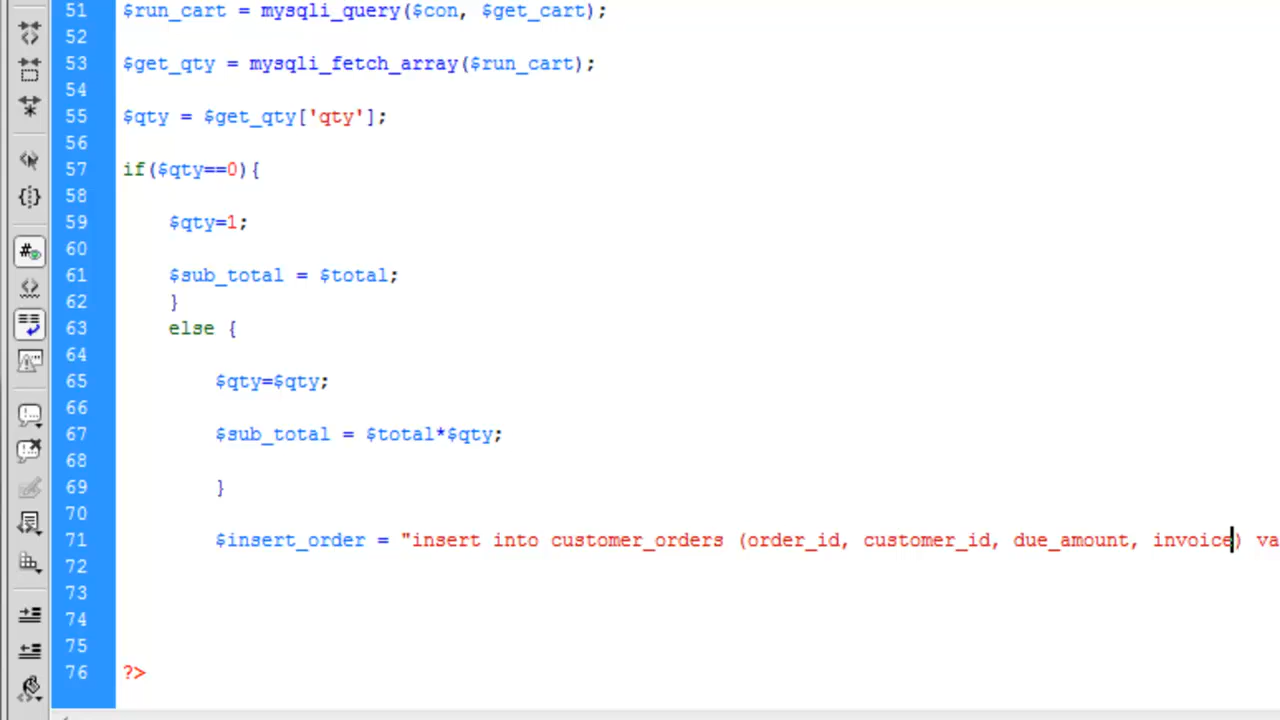 51 $run_cart = mysqli_query($con, $get_cart);
52
53 $get_qty = mysqli_fetch_array($run_cart);
54
55 $qty = $get_qty['qty'];
56
57 if($qty==0){
58
59 $qty=1;
60
61 $sub_total = $total;
62 }
63 else {
64
65 $qty=$qty;
66
67 $sub_total = $total*$qty;
68
69 }
70
71 $insert_order = "insert into customer_orders (order_id, customer_id, due_amount, invoice) va
72
73
74
75
76 ?>